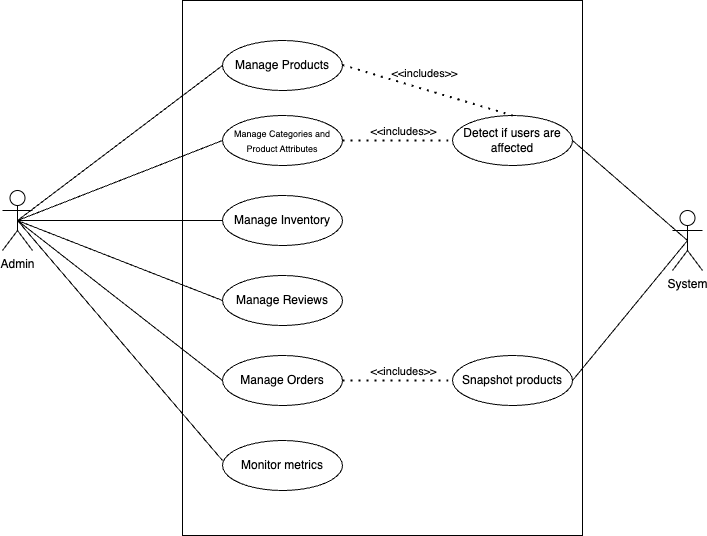 Manage Products
<<includes>>
Manage Categories and
Product Attributes
<<includes>>
Detect if users are
affected
Manage Inventory
Admin
System
Manage Reviews
Manage Orders
<<includes>>
Snapshot products
Monitor metrics